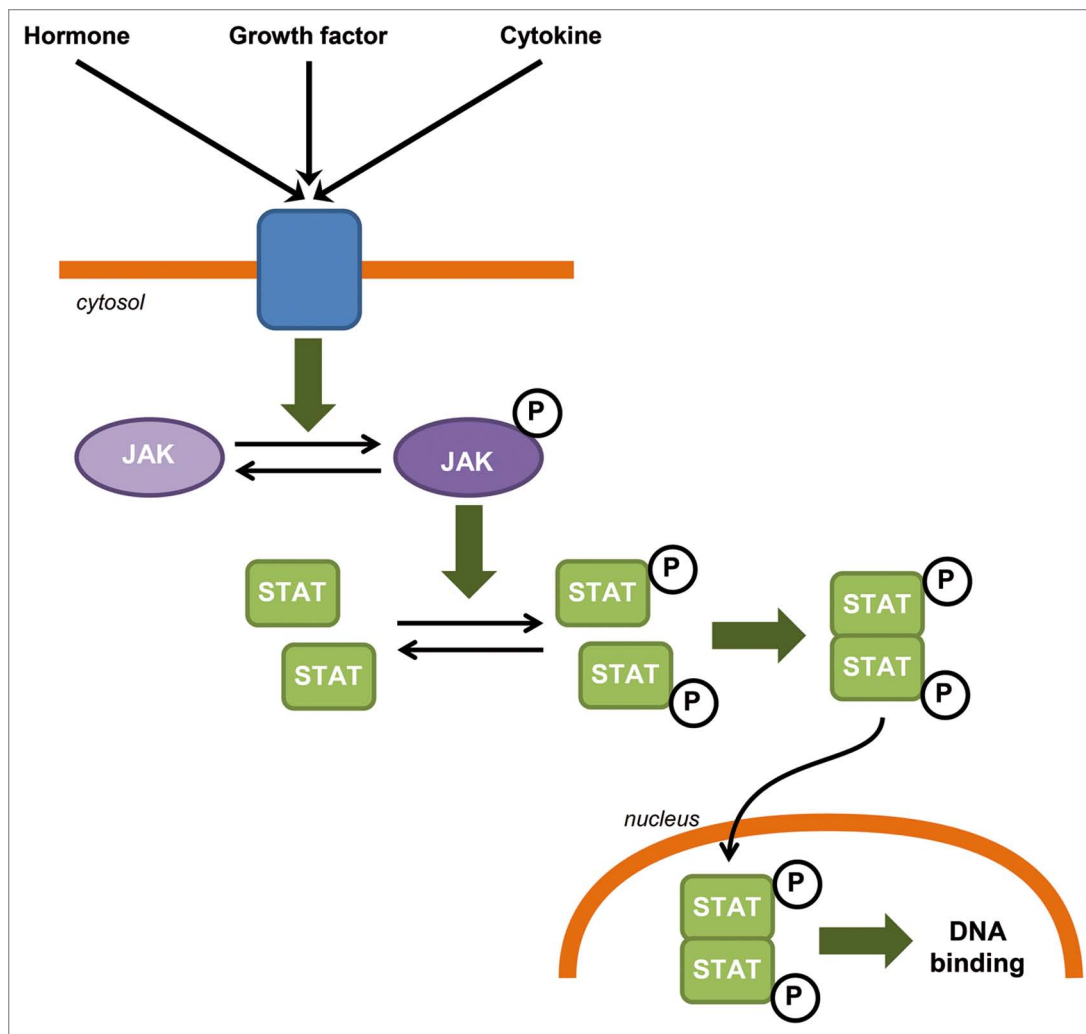 Hormone
Growth factor
Cytokine
cytosol
P
JAK
JAK
STAT
STAT
P
STAT
STAT
P
STAT
P
STAT
P
nucleus
STAT
P
STAT
P
DNA
binding